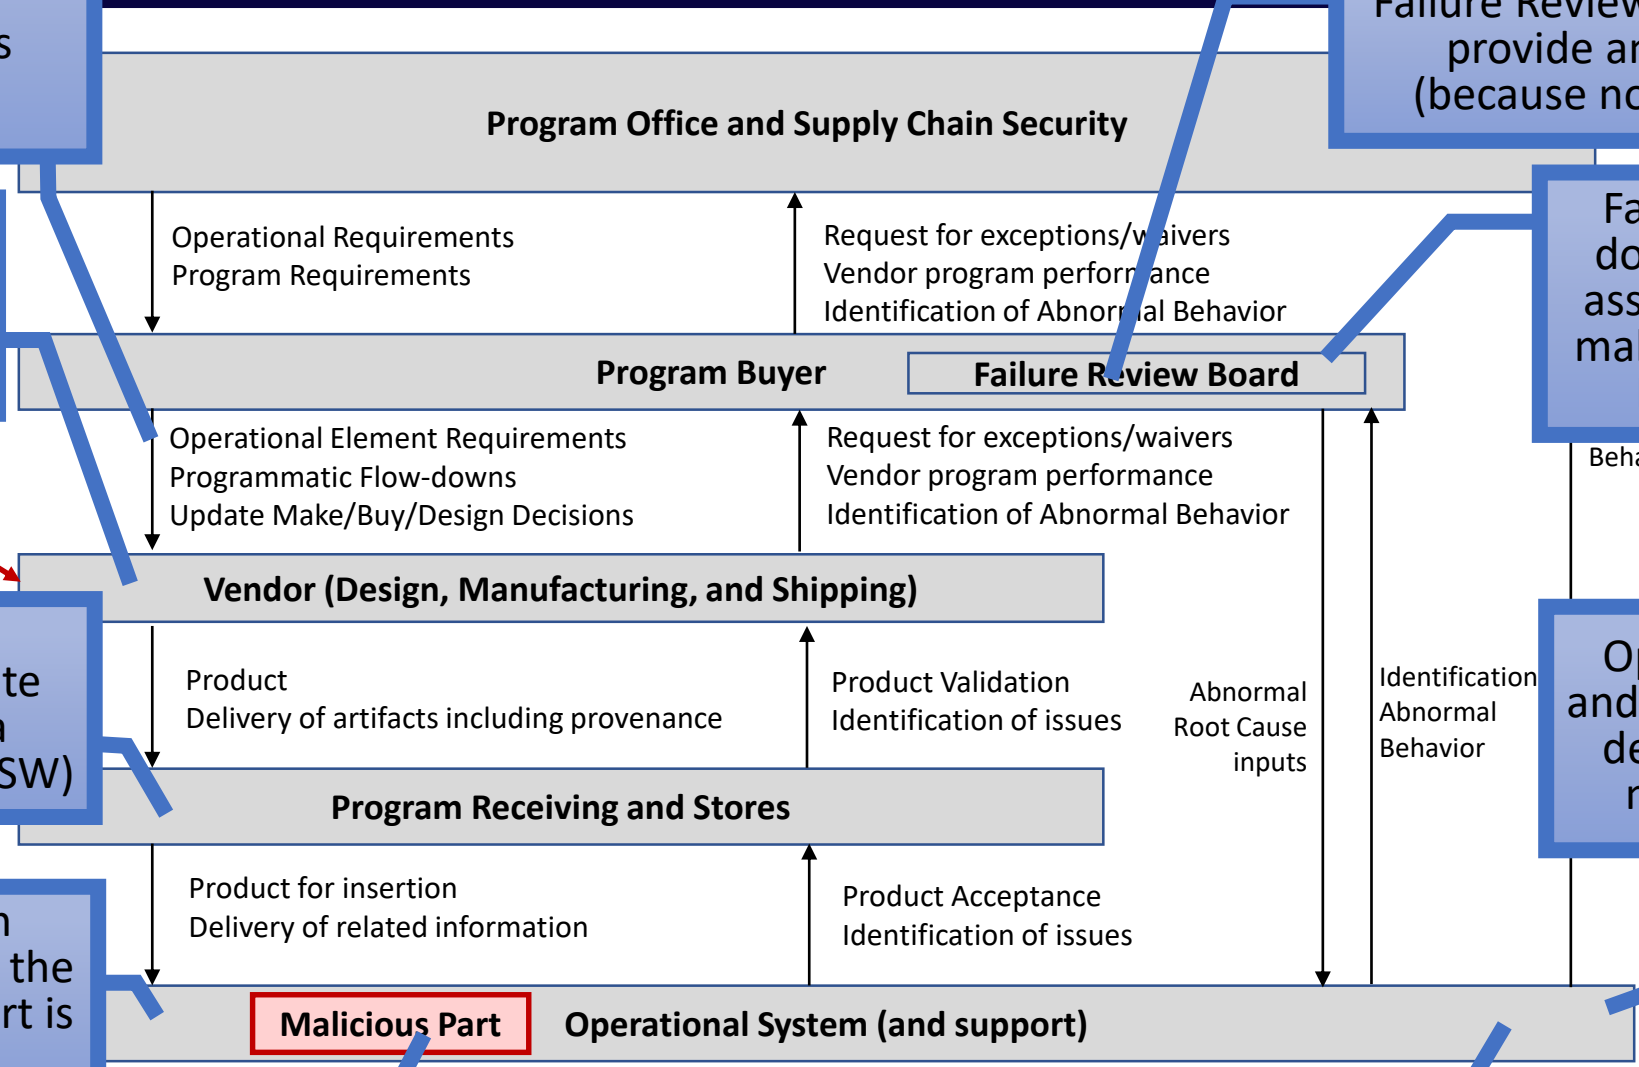 s
Failure Review
provide
(because
Program Office and Supply Chain Security
Operational Requirements
Program Requirements
Request for exceptions/waivers
Vendor program performance
Identification of Abnormal Behavior
Program Buyer
Failure Review Board
Operational Element Requirements
Programmatic Flow-downs
Update Make/Buy/Design Decisions
Request for exceptions/waivers
Vendor program performance
Identification of Abnormal Behavior
Vendor (Design, Manufacturing, and Shipping)
Product
Delivery of artifacts including provenance
Product Validation
Identification of issues
Abnormal
Root Cause
inputs
Identification
Abnormal
Behavior
and
SW)
Program Receiving and Stores
Product for insertion
Delivery of related information
Product Acceptance
Identification of issues
the
is
Malicious Part
Operational System (and support)